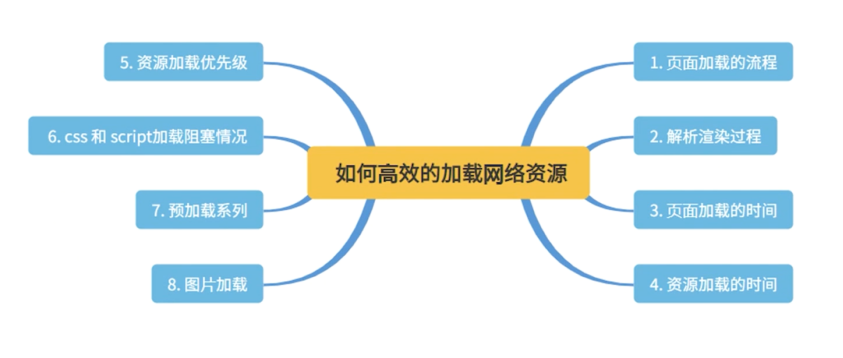 如何高效的加载网络资源
1. 页面加载的流程
2. 解析渲染过程
3. 页面加载的时间
4. 资源加载的时间
5. 资源加载优先级
6. css 和 script加载阻塞情况
7. 预加载系列
8. 图片加载